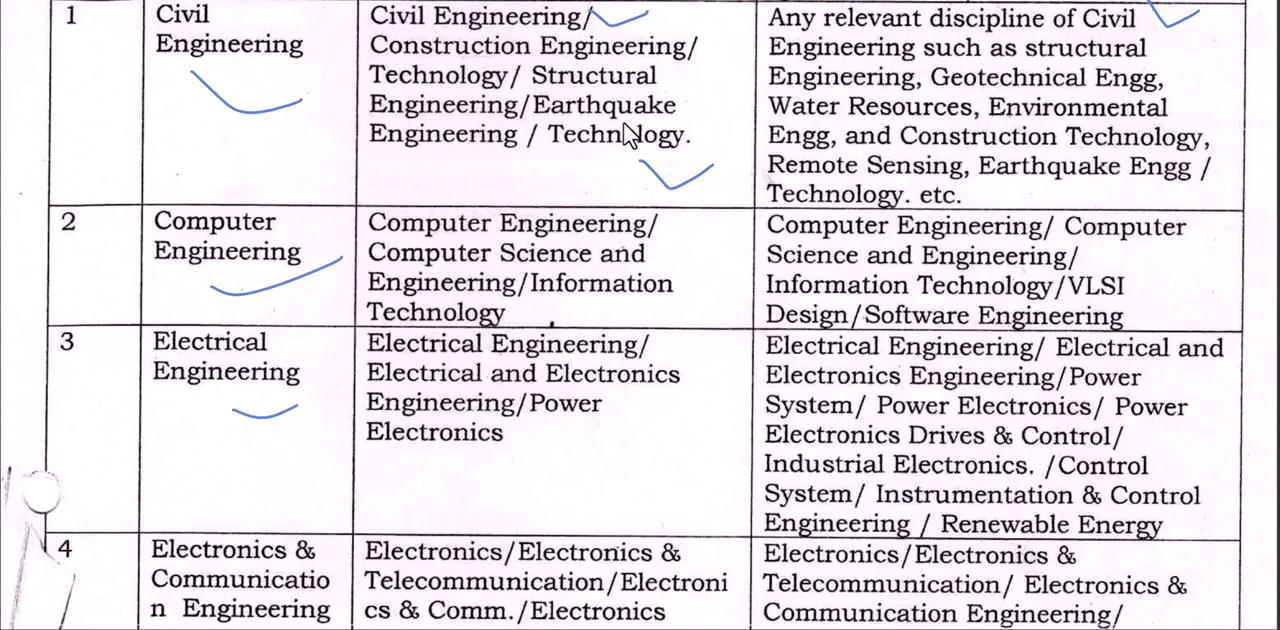 1
Civil
Engineering
Civil Engineering/
Construction Engineering/
Technology/ Structural
Engineering/Earthquake
Engineering / Technology.
Any relevant discipline of Civil
Engineering such as structural
Engineering, Geotechnical Engg,
Water Resources, Environmental
Engg, and Construction Technology,
Remote Sensing, Earthquake Engg /
Technology. etc.
2
Computer
Engineering
Computer Engineering/
Computer Science and
Engineering/Information
Technology
Computer Engineering/ Computer
Science and Engineering/
Information Technology/VLSI
Design/Software Engineering
3
Electrical
Engineering
Electrical Engineering/
Electrical and Electronics
Engineering/Power
Electronics
Electrical Engineering/ Electrical and
Electronics Engineering/Power
System/ Power Electronics/ Power
Electronics Drives & Control/
Industrial Electronics. /Control
System/ Instrumentation & Control
Engineering / Renewable Energy
4
Electronics &
Communicatio
n Engineering
Electronics/Electronics &
Telecommunication/Electroni
cs & Comm./Electronics
Electronics/Electronics &
Telecommunication/ Electronics &
Communication Engineering/